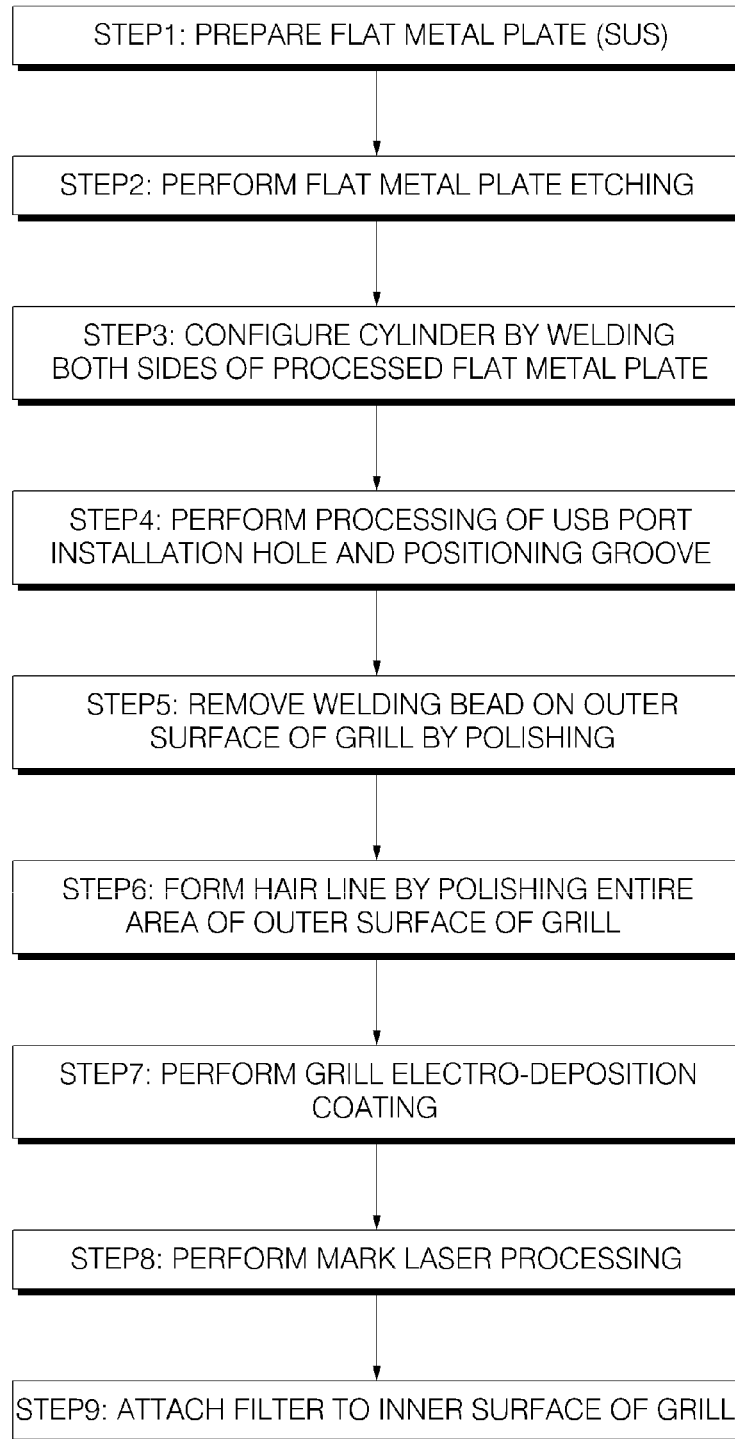 STEP1: PREPARE FLAT METAL PLATE (SUS)
STEP2: PERFORM FLAT METAL PLATE ETCHING
STEP3: CONFIGURE CYLINDER BY WELDING
BOTH SIDES OF PROCESSED FLAT METAL PLATE
STEP4: PERFORM PROCESSING OF USB PORT
INSTALLATION HOLE AND POSITIONING GROOVE
STEP5: REMOVE WELDING BEAD ON OUTER
SURFACE OF GRILL BY POLISHING
STEP6: FORM HAIR LINE BY POLISHING ENTIRE
AREA OF OUTER SURFACE OF GRILL
STEP7: PERFORM GRILL ELECTRO-DEPOSITION
COATING
STEP8: PERFORM MARK LASER PROCESSING
STEP9: ATTACH FILTER TO INNER SURFACE OF GRILL